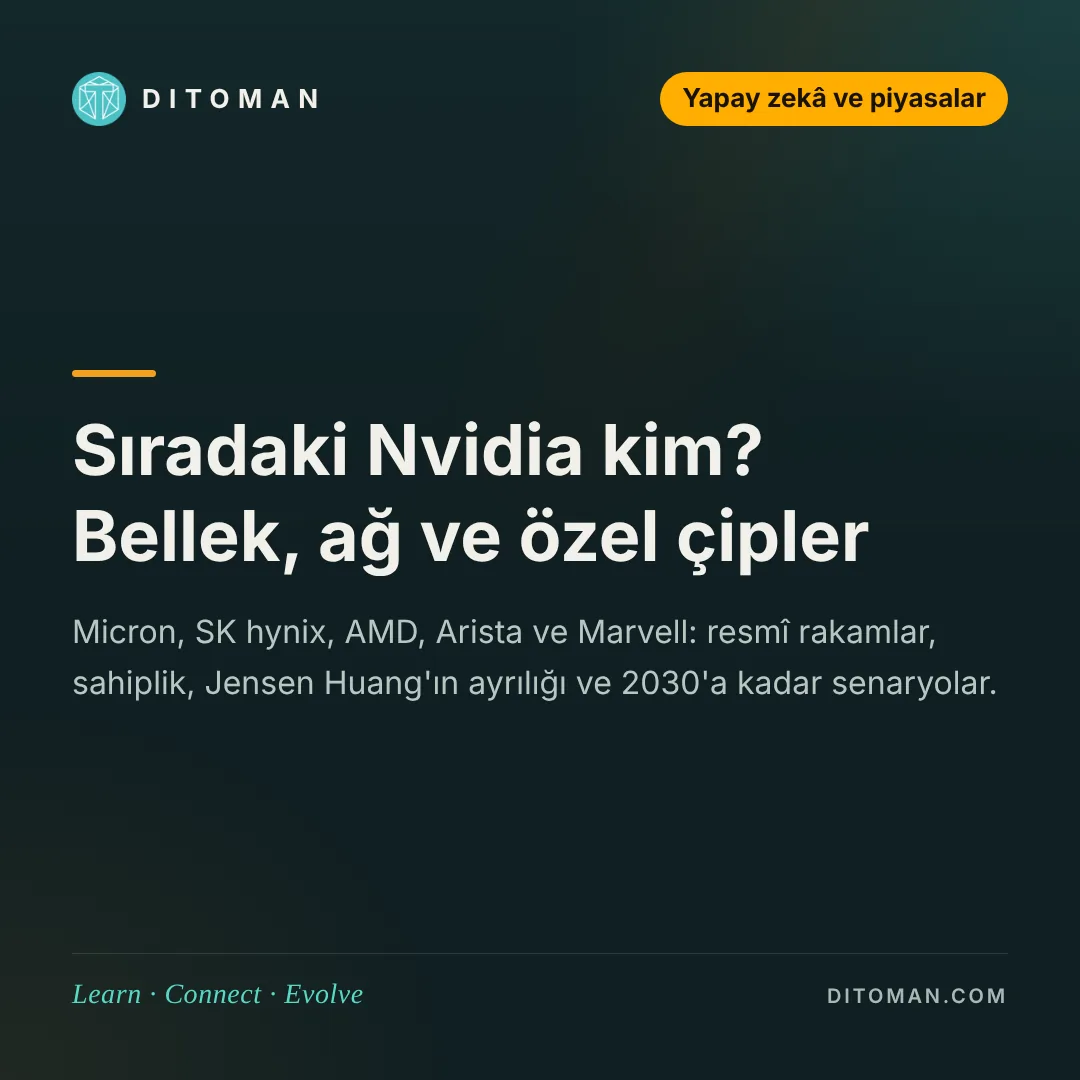 DITOMAN
Yapay zekâ ve piyasalar
Sıradaki Nvidia kim?
Bellek, ağ ve özel çipler
Micron, SK hynix, AMD, Arista ve Marvell: resmî rakamlar,
sahiplik, Jensen Huang'ın ayrılığı ve 2030'a kadar senaryolar.
Learn · Connect · Evolve
DITOMAN.COM